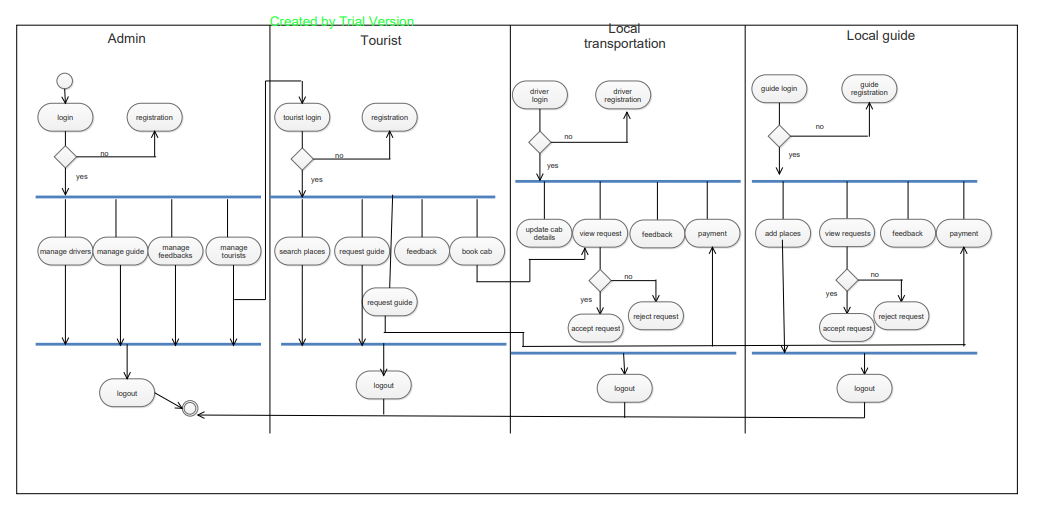 Created by Trial Version
Admin
Tourist
Local
transportation
Local guide
login
registration
no
yes
manage drivers
manage guide
manage
feedbacks
manage
tourists
logout
tourist login
registration
no
yes
search places
request guide
feedback
book cab
request guide
logout
driver
login
driver
registration
no
yes
update cab
details
view request
feedback
payment
no
yes
accept request
reject request
logout
guide login
guide
registration
no
yes
add places
view requests
feedback
payment
no
yes
accept request
reject request
logout